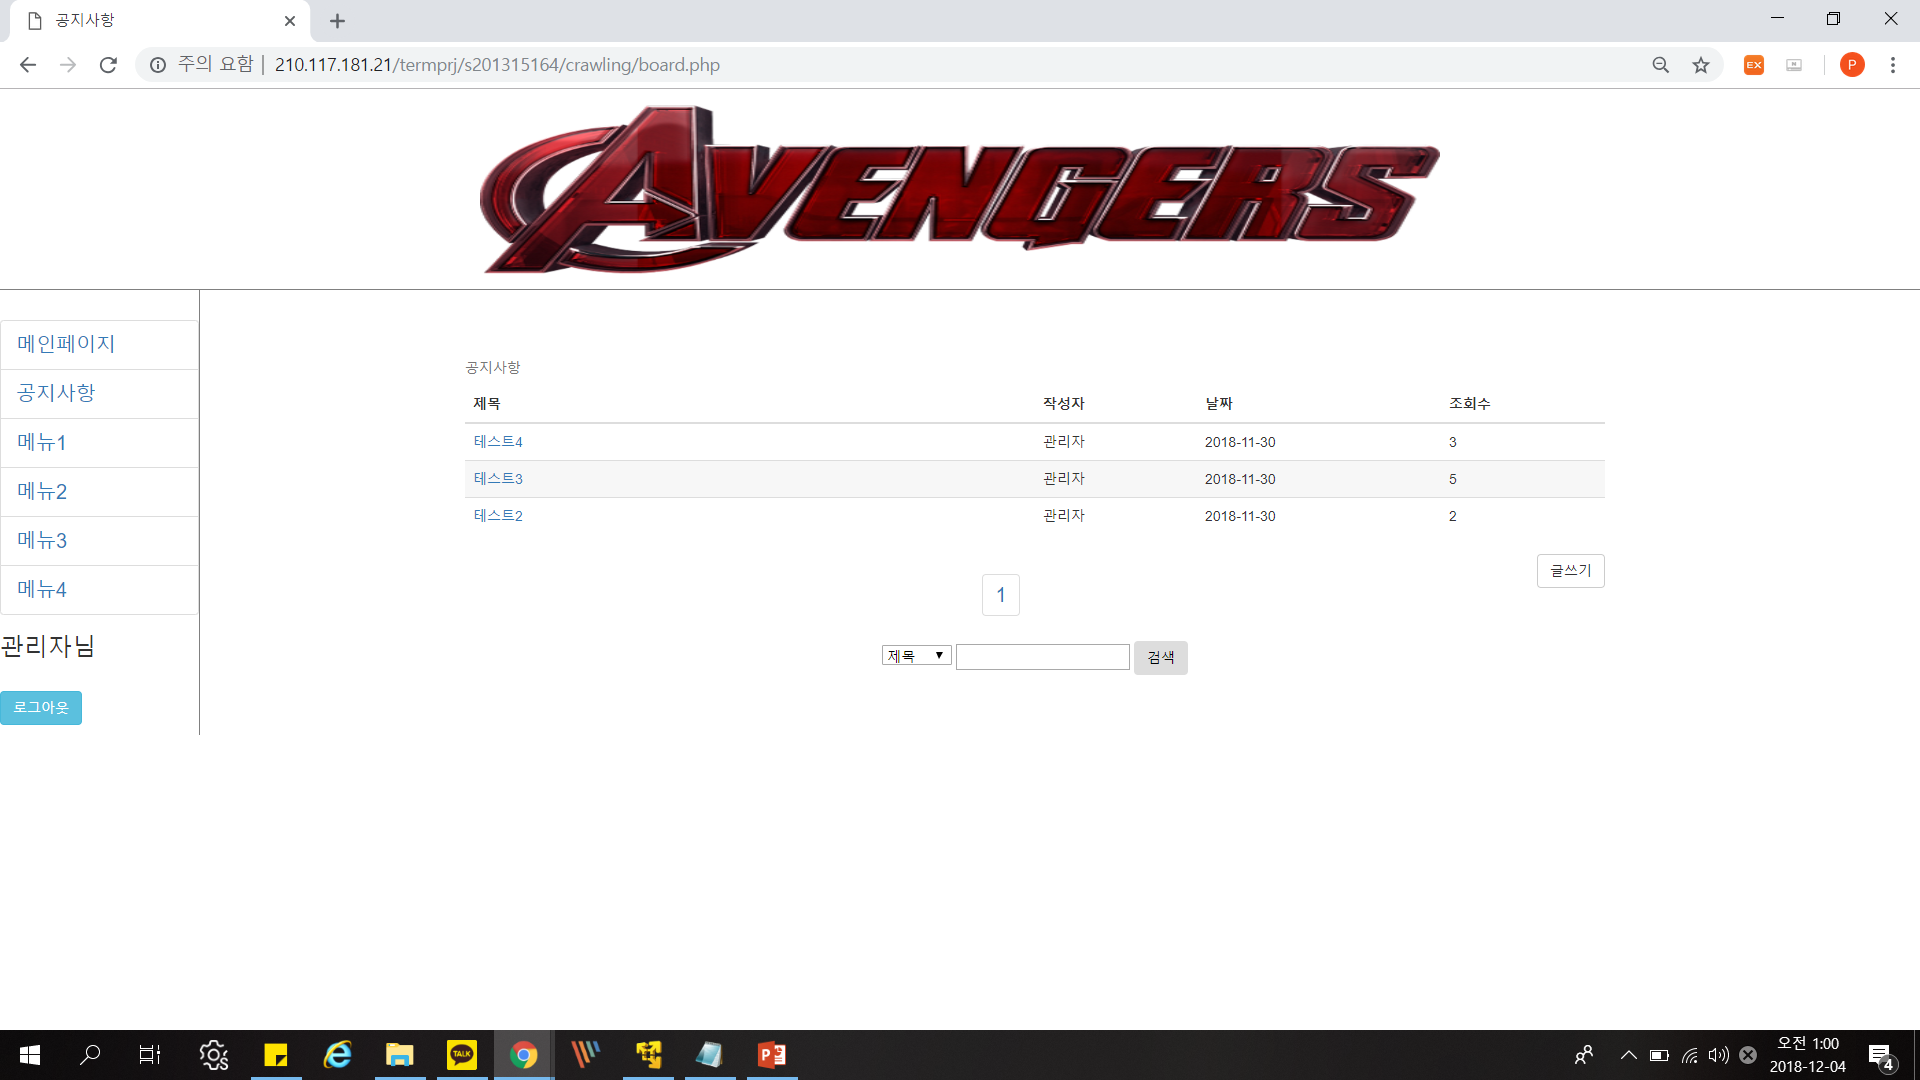 공지사항
주의 요함 | 210.117.181.21/termprj/s201315164/crawling/board.php
EX
P
AVENGERS
메인페이지
공지사항
메뉴1
메뉴2
메뉴3
메뉴4
관리자님
로그아웃
공지사항
제목 작성자 날짜 조회수
테스트4 관리자 2018-11-30 3
테스트3 관리자 2018-11-30 5
테스트2 관리자 2018-11-30 2
글쓰기
1
제목 검색
TALK
오전 1:00
2018-12-04
4